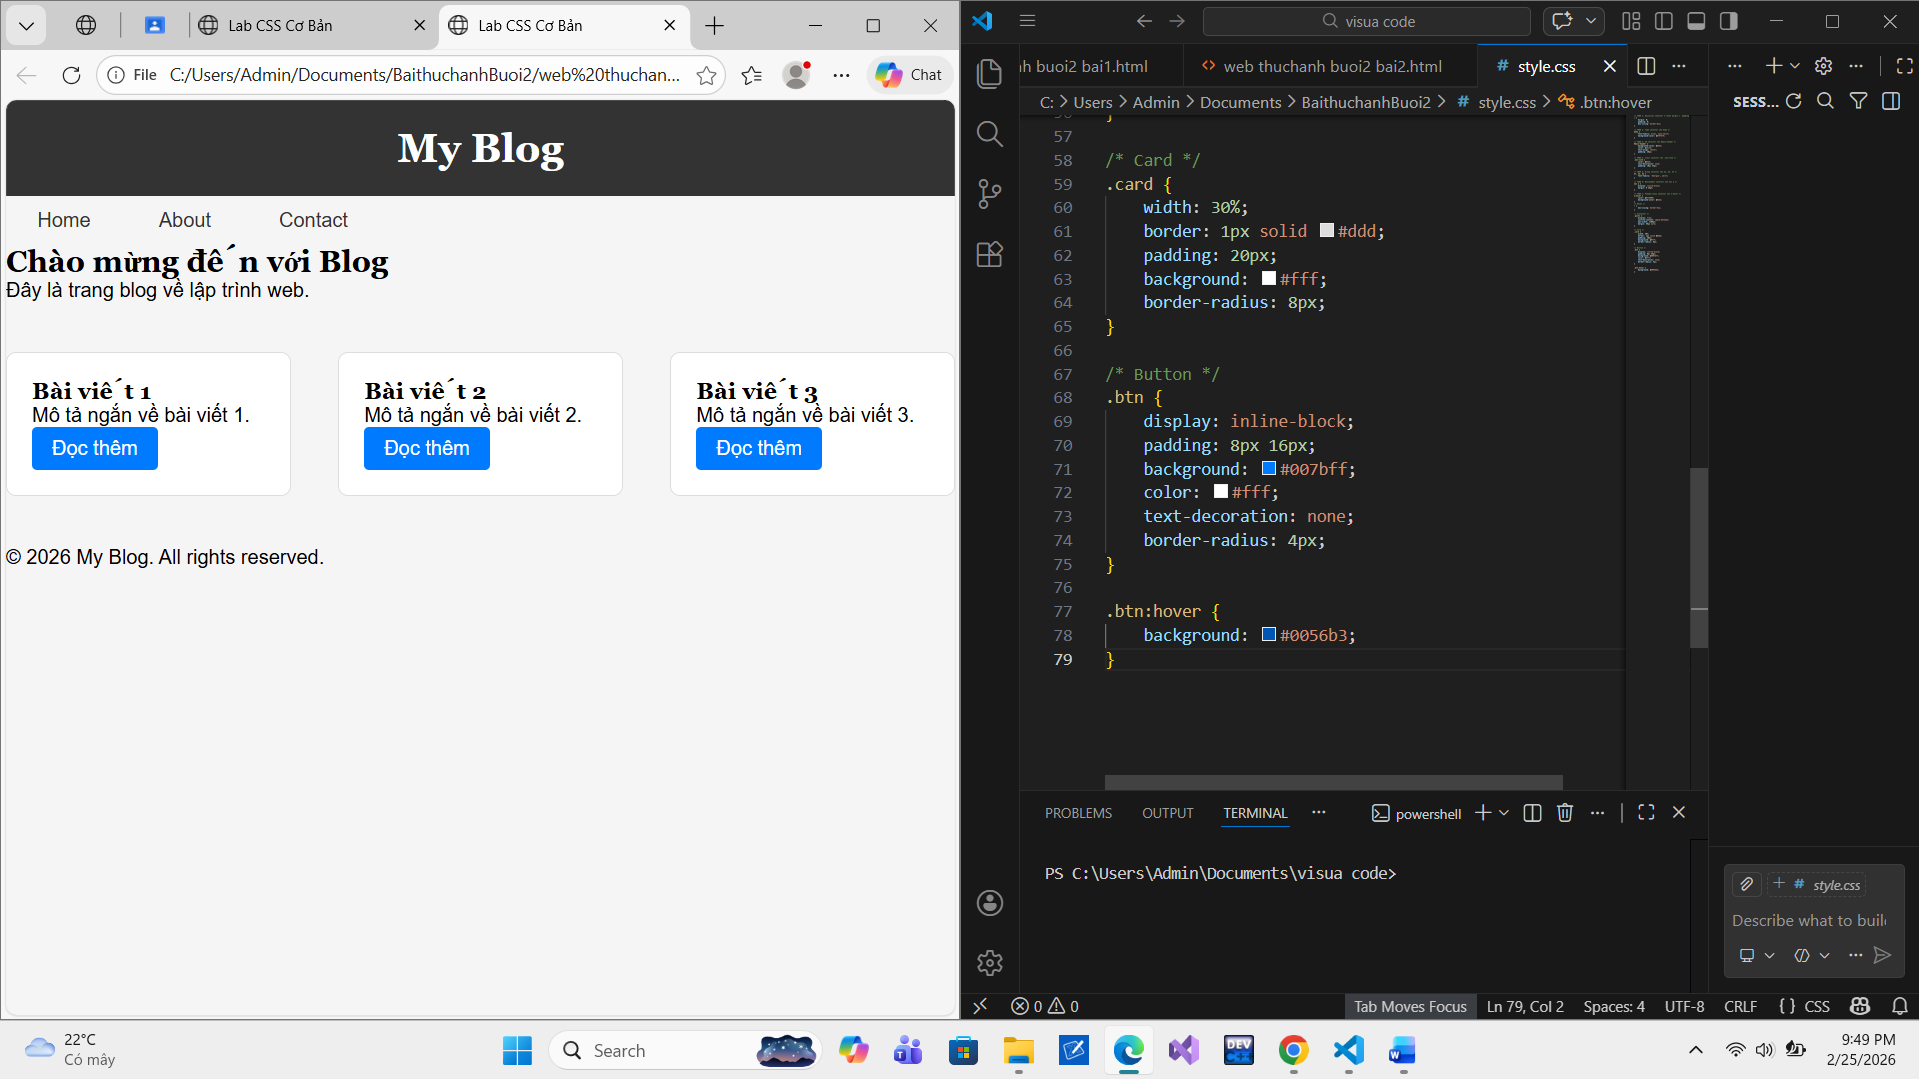 Lab CSS Cơ Bản
Lab CSS Cơ Bản
File C:/Users/Admin/Documents/BaithuchanhBuoi2/web%20thuchan...
Chat
My Blog
Home About Contact
Chào mừng đến với Blog
Đây là trang blog về lập trình web.
Bài viết 1
Mô tả ngắn về bài viết 1.
Đọc thêm
Bài viết 2
Mô tả ngắn về bài viết 2.
Đọc thêm
Bài viết 3
Mô tả ngắn về bài viết 3.
Đọc thêm
© 2026 My Blog. All rights reserved.
visua code
h buoi2 bai1.html
<> web thuchanh buoi2 bai2.html
# style.css
C: > Users > Admin > Documents > BaithuchanhBuoi2 > # style.css > .btn:hover
SESS...
56 }
57
58 /* Card */
59 .card {
60 width: 30%;
61 border: 1px solid #ddd;
62 padding: 20px;
63 background: #fff;
64 border-radius: 8px;
65 }
66
67 /* Button */
68 .btn {
69 display: inline-block;
70 padding: 8px 16px;
71 background: #007bff;
72 color: #fff;
73 text-decoration: none;
74 border-radius: 4px;
75 }
76
77 .btn:hover {
78 background: #0056b3;
79 }
PROBLEMS OUTPUT TERMINAL ... powershell
PS C:\Users\Admin\Documents\visua code>
+ # style.css
Describe what to buil
0 0
Tab Moves Focus Ln 79, Col 2 Spaces: 4 UTF-8 CRLF {} CSS
22°C
Có mây
Search
DEV
C++
9:49 PM
2/25/2026